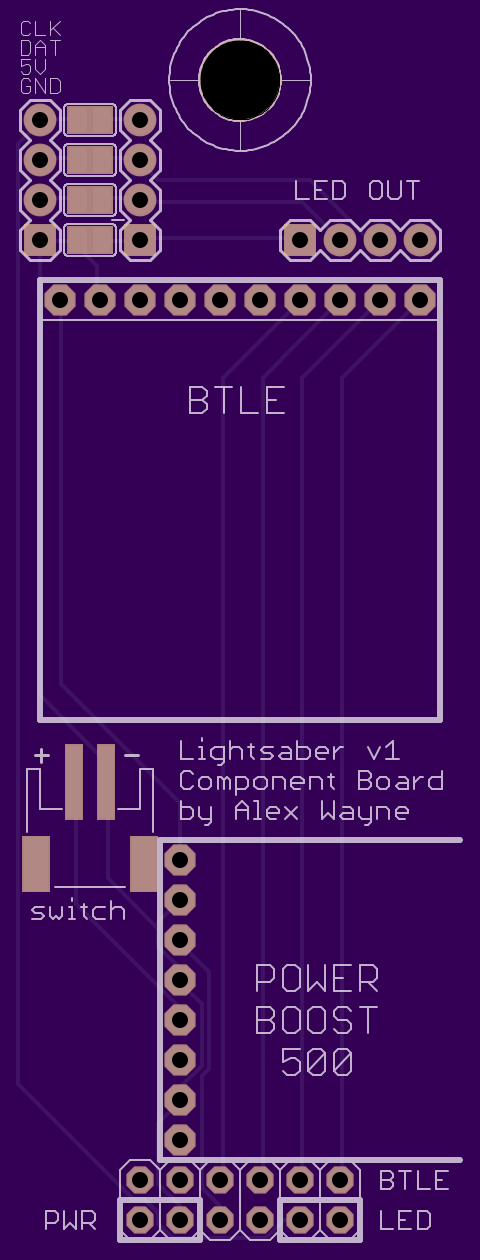 CLK
DAT
5V
GND
LED OUT
BTLE
+ −
Lightsaber v1
Component Board
by Alex Wayne
switch
POWER
BOOST
500
BTLE
PWR LED